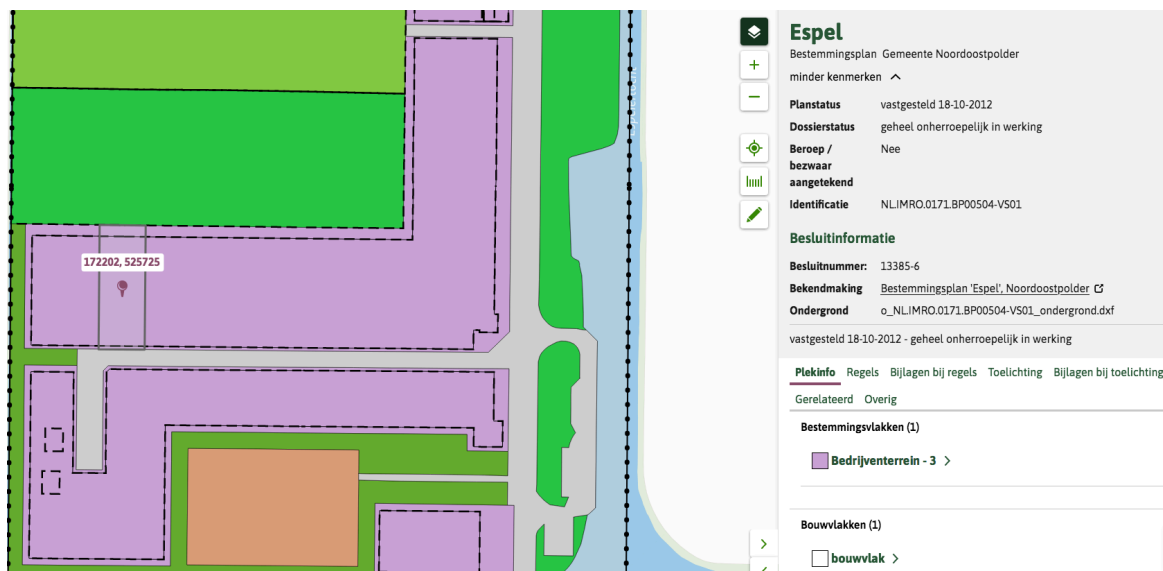 172202, 525725
Espel
Bestemmingsplan Gemeente Noordoostpolder
minder kenmerken
Planstatus vastgesteld 18-10-2012
Dossierstatus geheel onherroepelijk in werking
Beroep / bezwaar aangetekend Nee
Identificatie NL.IMRO.0171.BP00504-VS01
Besluitinformatie
Besluitnummer: 13385-6
Bekendmaking Bestemmingsplan 'Espel', Noordoostpolder
Ondergrond o_NL.IMRO.0171.BP00504-VS01_ondergrond.dxf
vastgesteld 18-10-2012 - geheel onherroepelijk in werking
Plekinfo Regels Bijlagen bij regels Toelichting Bijlagen bij toelichting
Gerelateerd Overig
Bestemmingsvlakken (1)
Bedrijventerrein - 3
Bouwvlakken (1)
bouwvlak